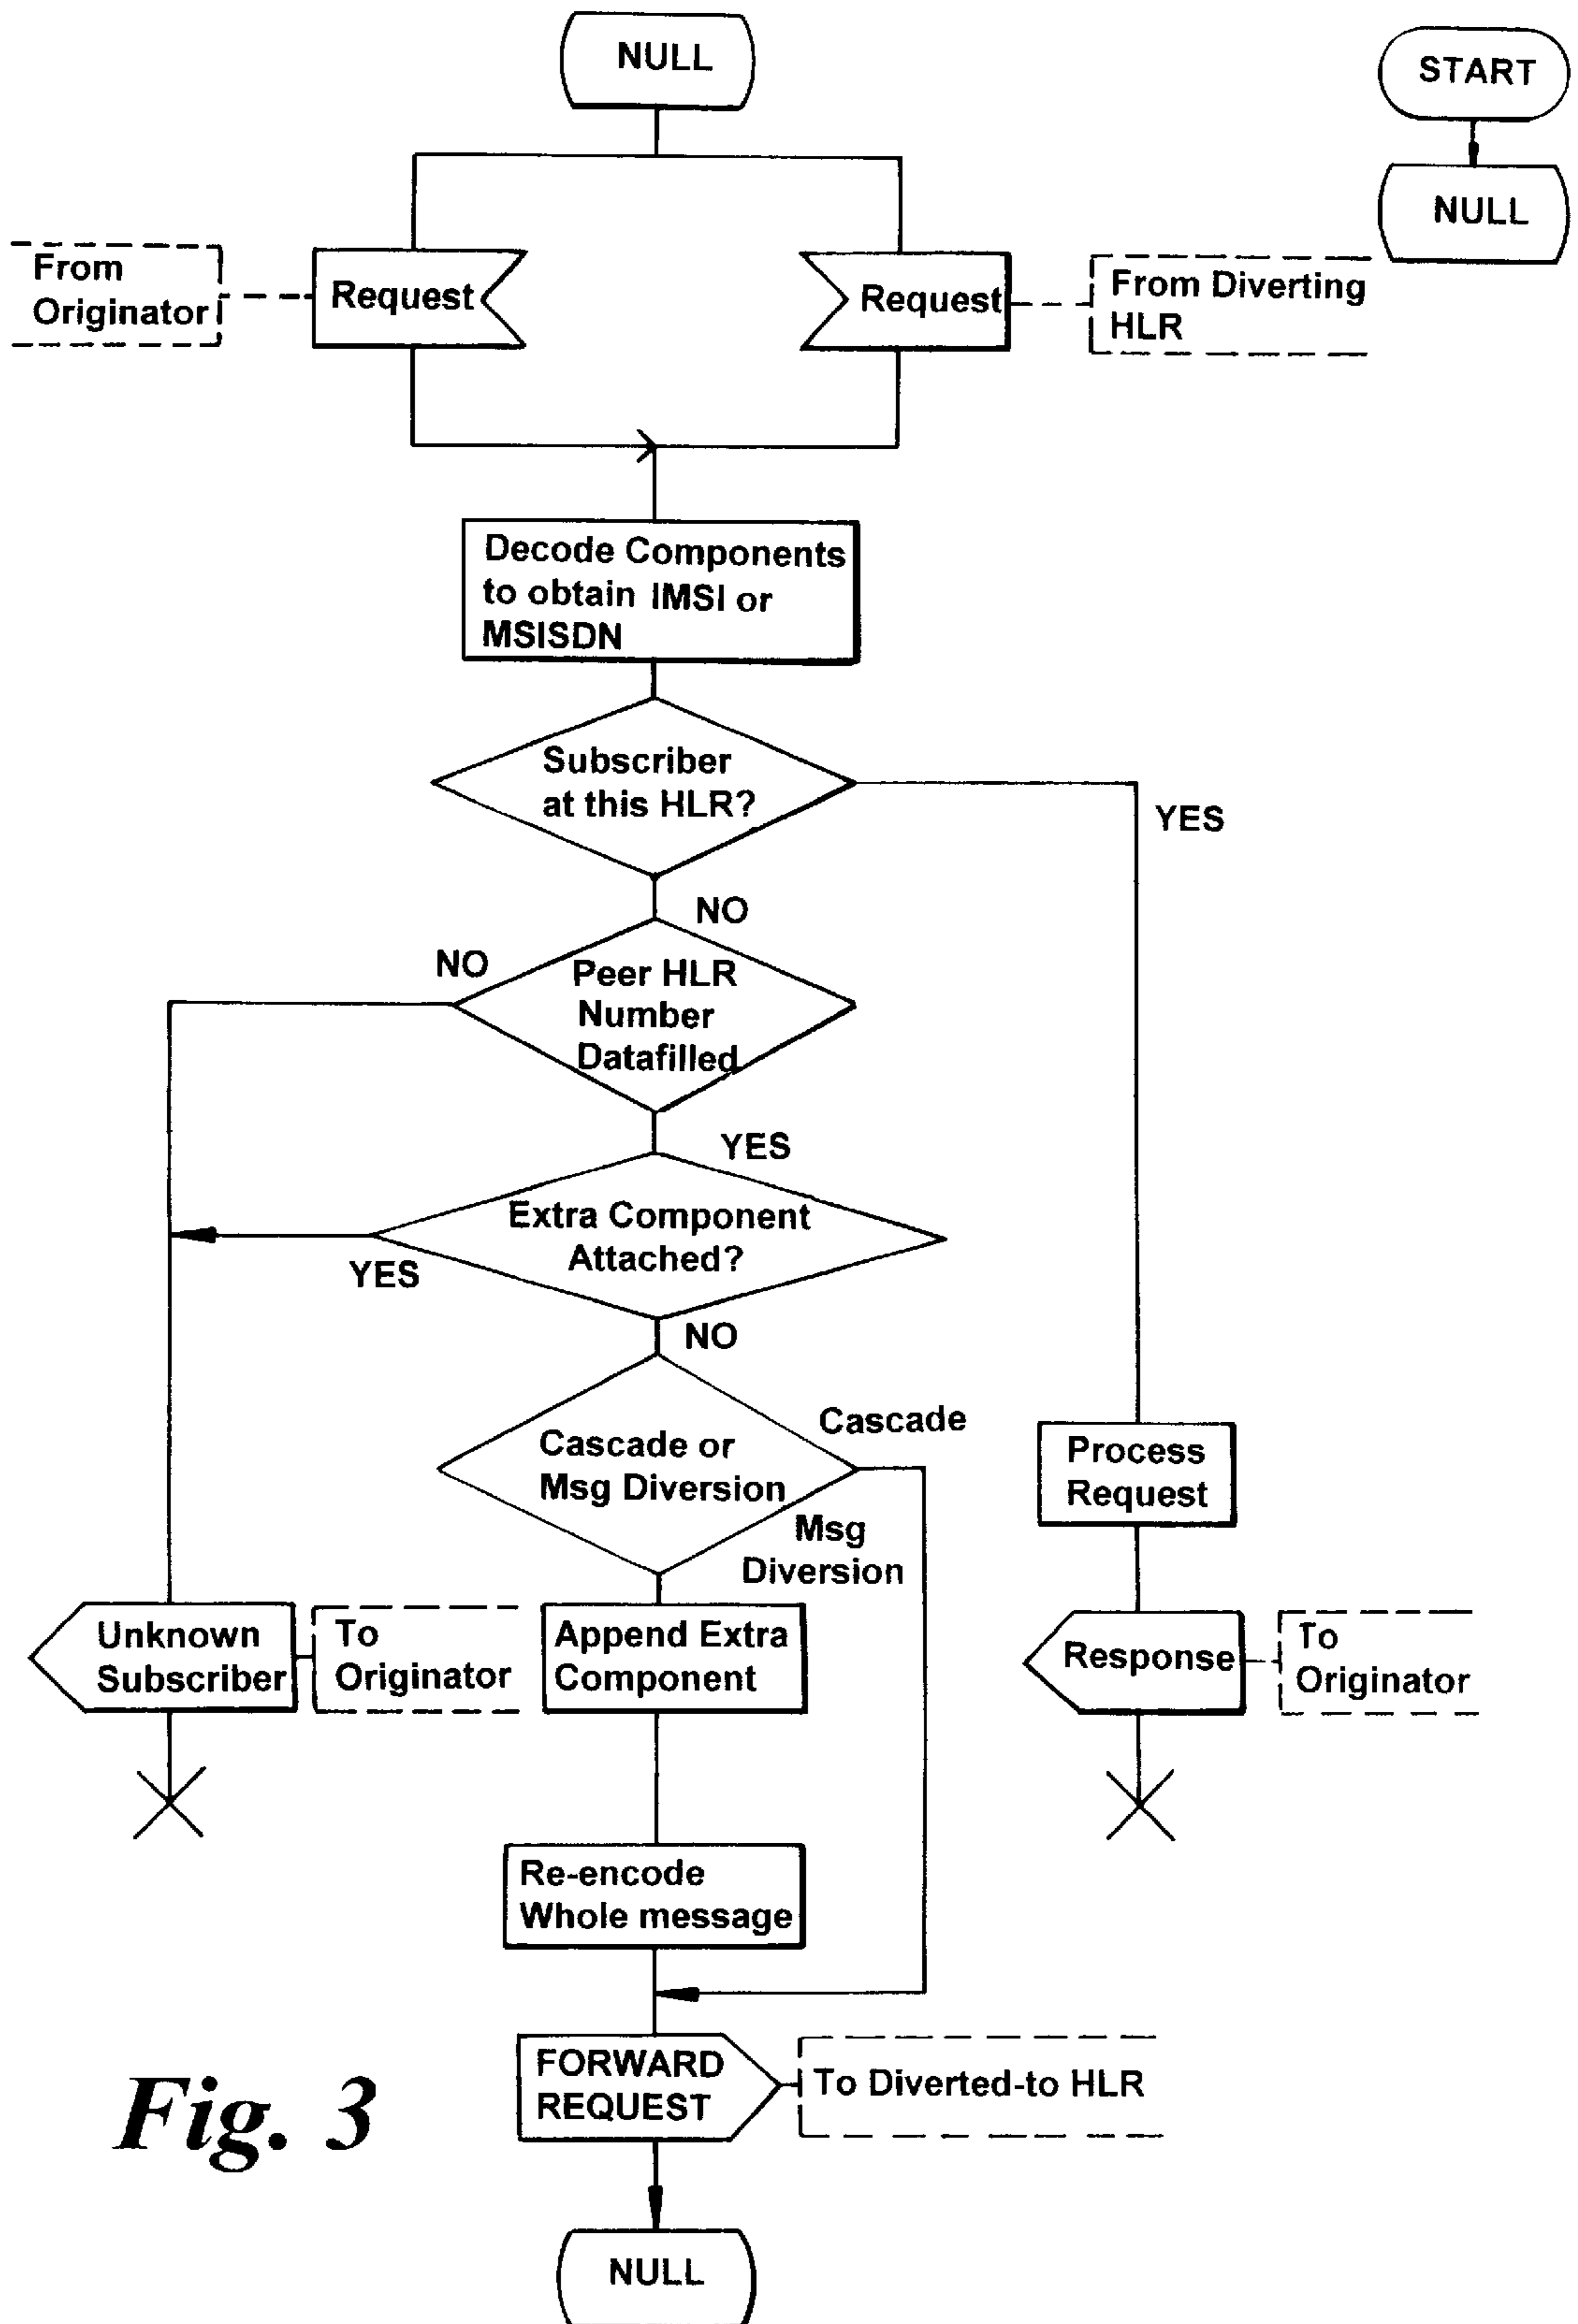 NULL
START
NULL
From
Originator
Request
Request
From Diverting
HLR
Decode Components
to obtain IMSI or
MSISDN
Subscriber
at this HLR?
YES
NO
NO
Peer HLR
Number
Datafilled
YES
Extra Component
Attached?
YES
NO
Cascade
Cascade or
Msg Diversion
Process
Request
Msg
Diversion
Unknown
Subscriber
To
Originator
Append Extra
Component
Response
To
Originator
Re-encode
Whole message
FORWARD
REQUEST
To Diverted-to HLR
Fig. 3
NULL